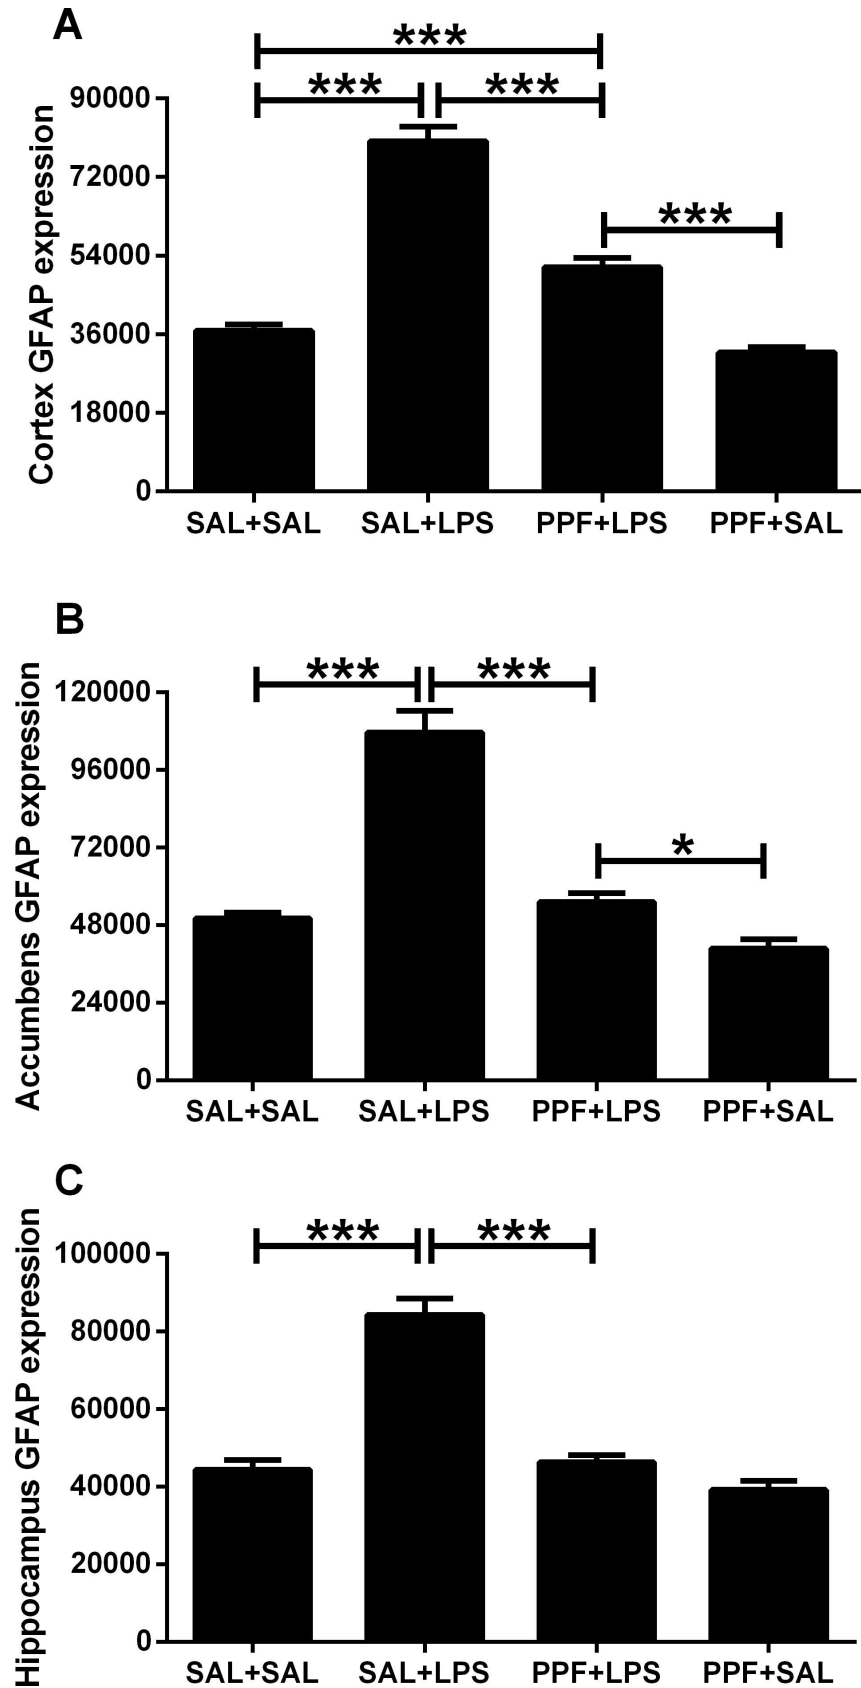 A
***
*** ***
90000
72000
***
54000
36000
18000
0
Cortex GFAP expression
SAL+SAL SAL+LPS PPF+LPS PPF+SAL
B
*** ***
120000
96000
72000
*
48000
24000
0
Accumbens GFAP expression
SAL+SAL SAL+LPS PPF+LPS PPF+SAL
C
*** ***
100000
80000
60000
40000
20000
0
Hippocampus GFAP expression
SAL+SAL SAL+LPS PPF+LPS PPF+SAL